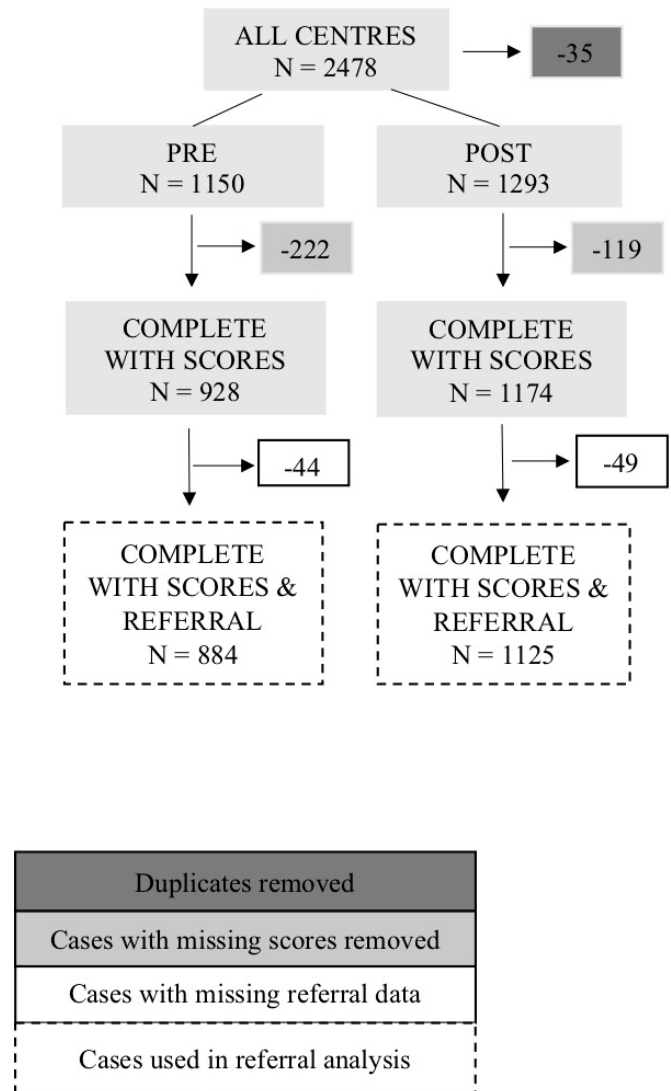 ALL CENTRES
N = 2478
-35
PRE
N = 1150
POST
N = 1293
-222
-119
COMPLETE
WITH SCORES
N = 928
COMPLETE
WITH SCORES
N = 1174
-44
-49
COMPLETE
WITH SCORES &
REFERRAL
N = 884
COMPLETE
WITH SCORES &
REFERRAL
N = 1125
Duplicates removed
Cases with missing scores removed
Cases with missing referral data
Cases used in referral analysis